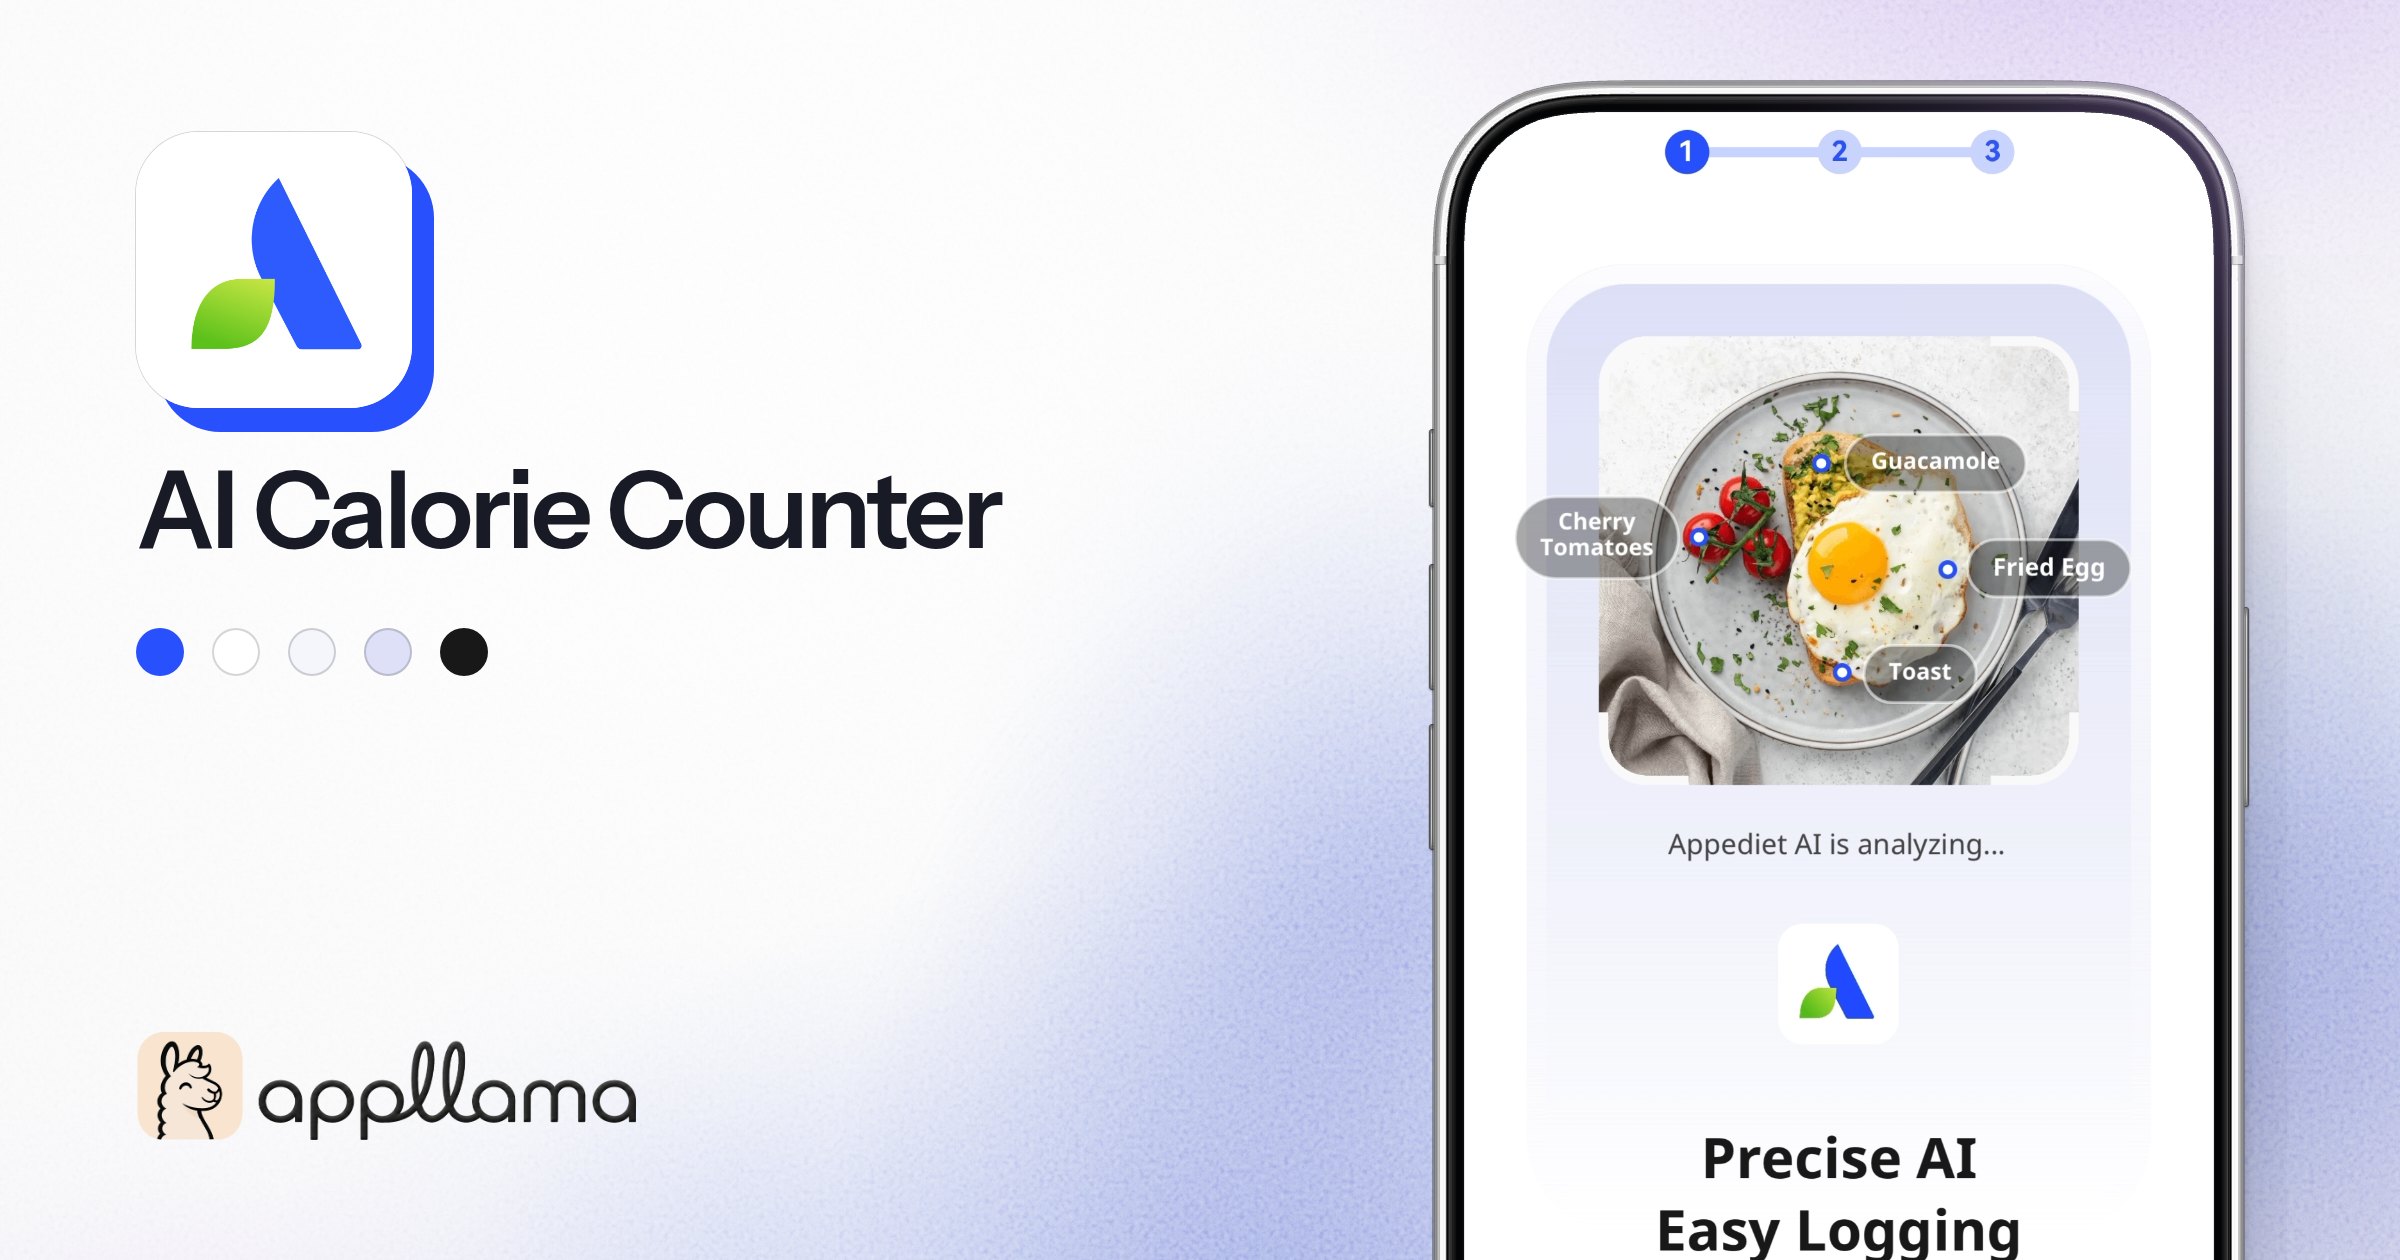 AI Calorie Counter
appllama
1 2 3
Guacamole
Cherry
Tomatoes
Fried Egg
Toast
Appediet AI is analyzing...
Precise AI
Easy Logging